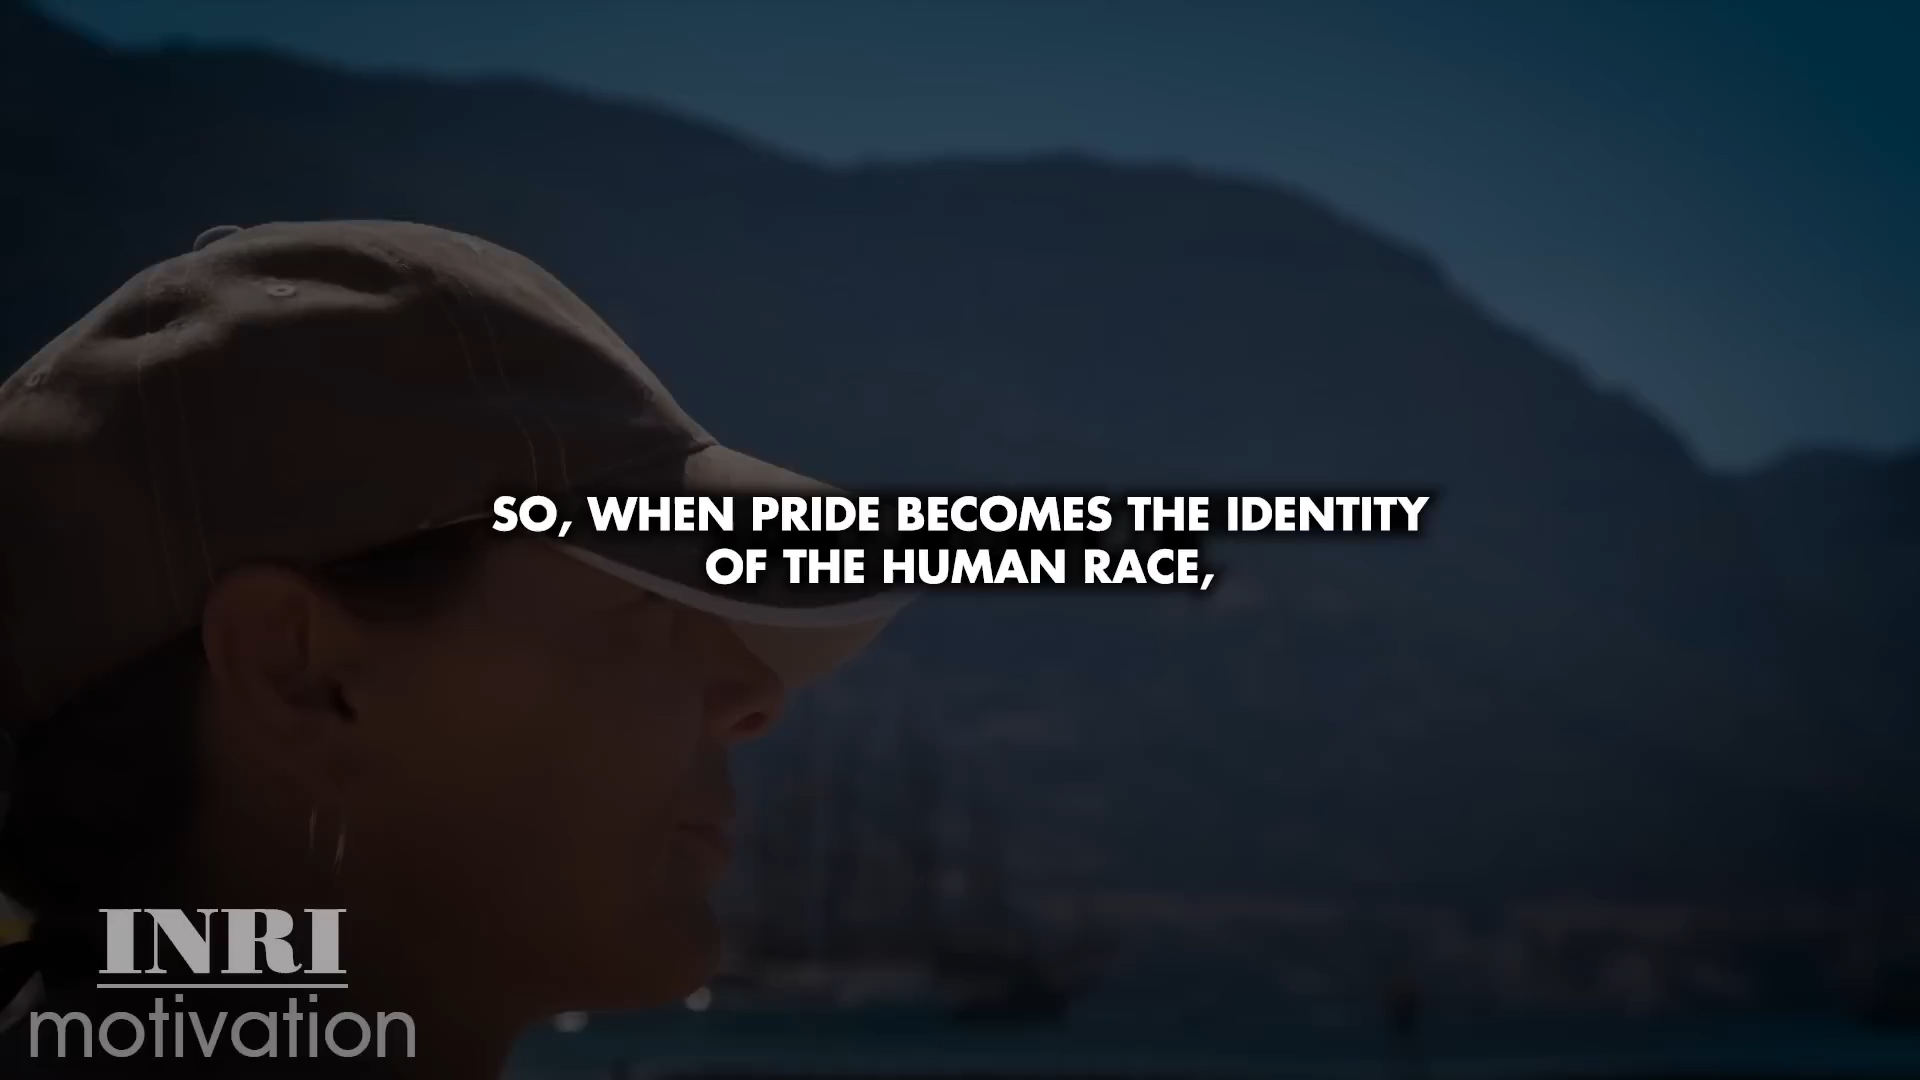 SO, WHEN PRIDE BECOMES THE IDENTITY
OF THE HUMAN RACE,
INRI
motivation